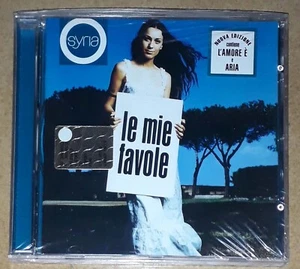 syria
NUOVA EDIZIONE
contiene
L'AMORE È
e
ARIA
le mie
favole